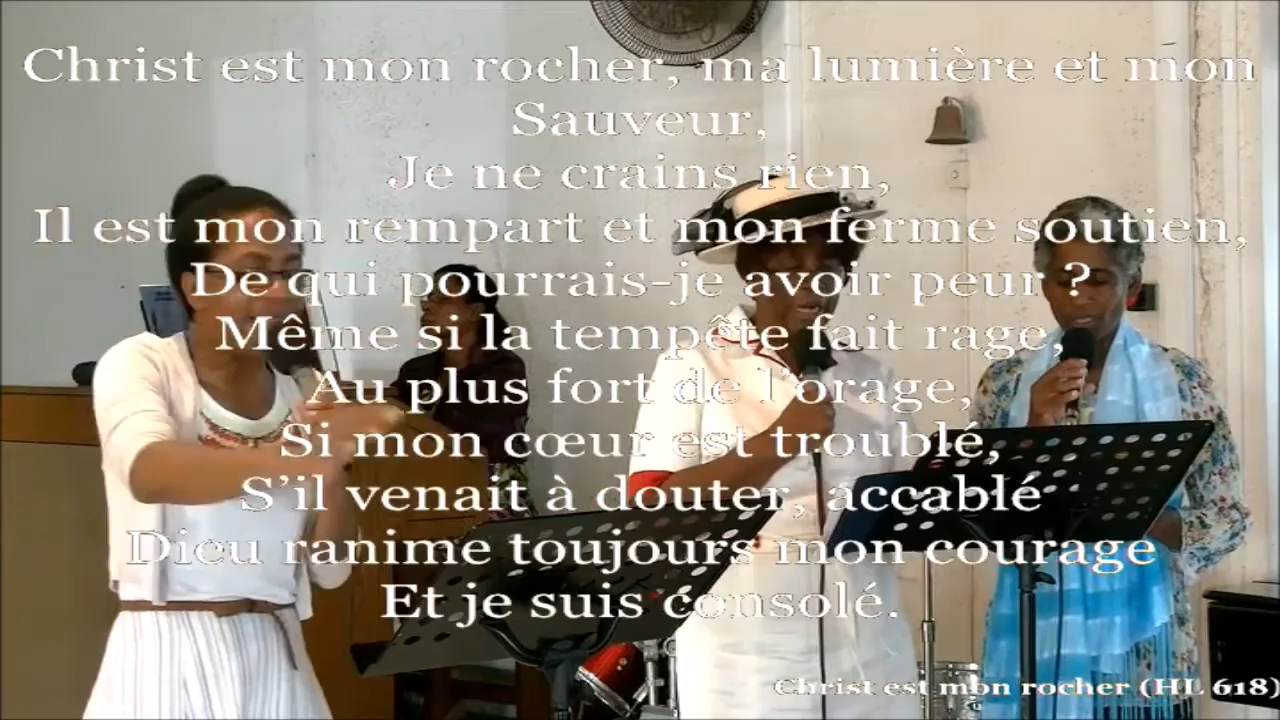 Christ est mon rocher, ma lumière et mon
Sauveur,
Je ne crains rien,
Il est mon rempart et mon ferme soutien,
De qui pourrais-je avoir peur ?
Même si la tempête fait rage,
Au plus fort de l'orage,
Si mon cœur est troublé,
S'il venait à douter, accablé
Dieu ranime toujours mon courage
Et je suis consolé.
Christ est mon rocher (HL 618)